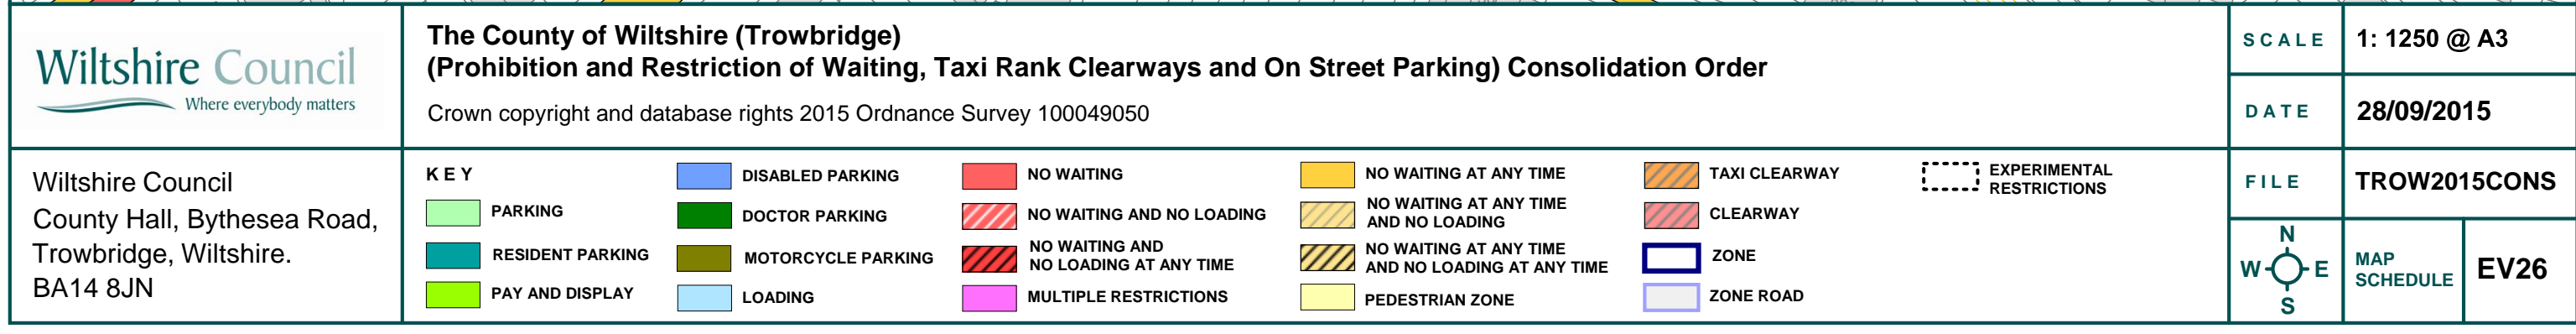 Wiltshire Council
Where everybody matters
The County of Wiltshire (Trowbridge)
(Prohibition and Restriction of Waiting, Taxi Rank Clearways and On Street Parking) Consolidation Order
Crown copyright and database rights 2015 Ordnance Survey 100049050
SCALE 1: 1250 @ A3
DATE 28/09/2015
Wiltshire Council
County Hall, Bythesea Road,
Trowbridge, Wiltshire.
BA14 8JN
KEY
PARKING
RESIDENT PARKING
PAY AND DISPLAY
DISABLED PARKING
DOCTOR PARKING
MOTORCYCLE PARKING
LOADING
NO WAITING
NO WAITING AND NO LOADING
NO WAITING AND
NO LOADING AT ANY TIME
MULTIPLE RESTRICTIONS
NO WAITING AT ANY TIME
NO WAITING AT ANY TIME
AND NO LOADING
NO WAITING AT ANY TIME
AND NO LOADING AT ANY TIME
PEDESTRIAN ZONE
TAXI CLEARWAY
CLEARWAY
ZONE
ZONE ROAD
EXPERIMENTAL
RESTRICTIONS
FILE TROW2015CONS
N
W E
S
MAP
SCHEDULE
EV26